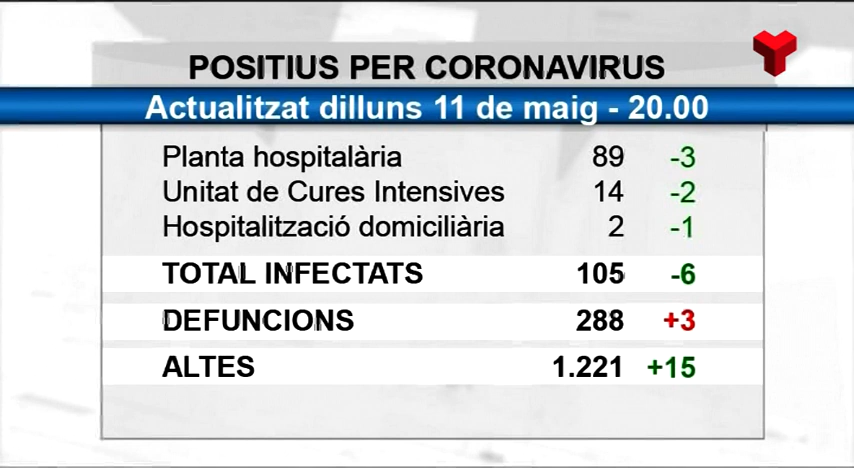 POSITIUS PER CORONAVIRUS
Actualitzat dilluns 11 de maig - 20.00
Planta hospitalària 89 -3
Unitat de Cures Intensives 14 -2
Hospitalització domiciliària 2 -1
TOTAL INFECTATS 105 -6
DEFUNCIONS 288 +3
ALTES 1.221 +15